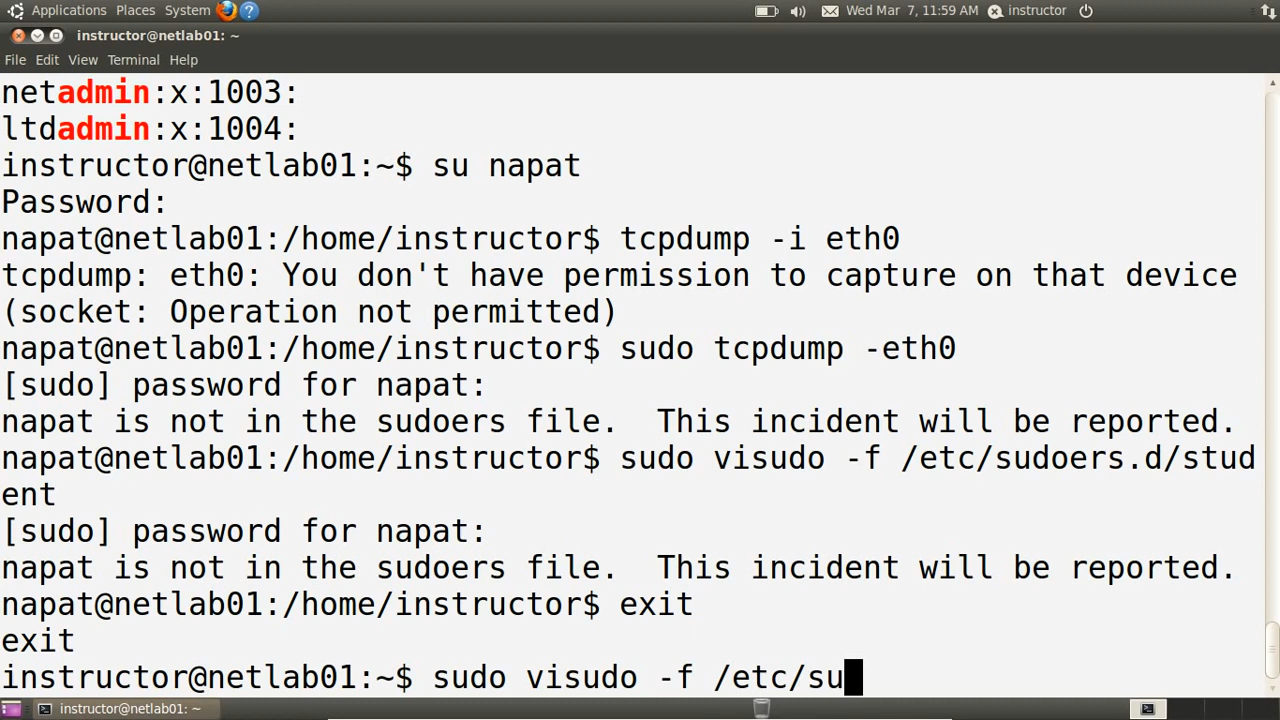 Applications Places System Wed Mar 7, 11:59 AM instructor
instructor@netlab01: ~
File Edit View Terminal Help
netadmin:x:1003:
ltdadmin:x:1004:
instructor@netlab01:~$ su napat
Password:
napat@netlab01:/home/instructor$ tcpdump -i eth0
tcpdump: eth0: You don't have permission to capture on that device
(socket: Operation not permitted)
napat@netlab01:/home/instructor$ sudo tcpdump -eth0
[sudo] password for napat:
napat is not in the sudoers file.  This incident will be reported.
napat@netlab01:/home/instructor$ sudo visudo -f /etc/sudoers.d/stud
ent
[sudo] password for napat:
napat is not in the sudoers file.  This incident will be reported.
napat@netlab01:/home/instructor$ exit
exit
instructor@netlab01:~$ sudo visudo -f /etc/su
instructor@netlab01: ~